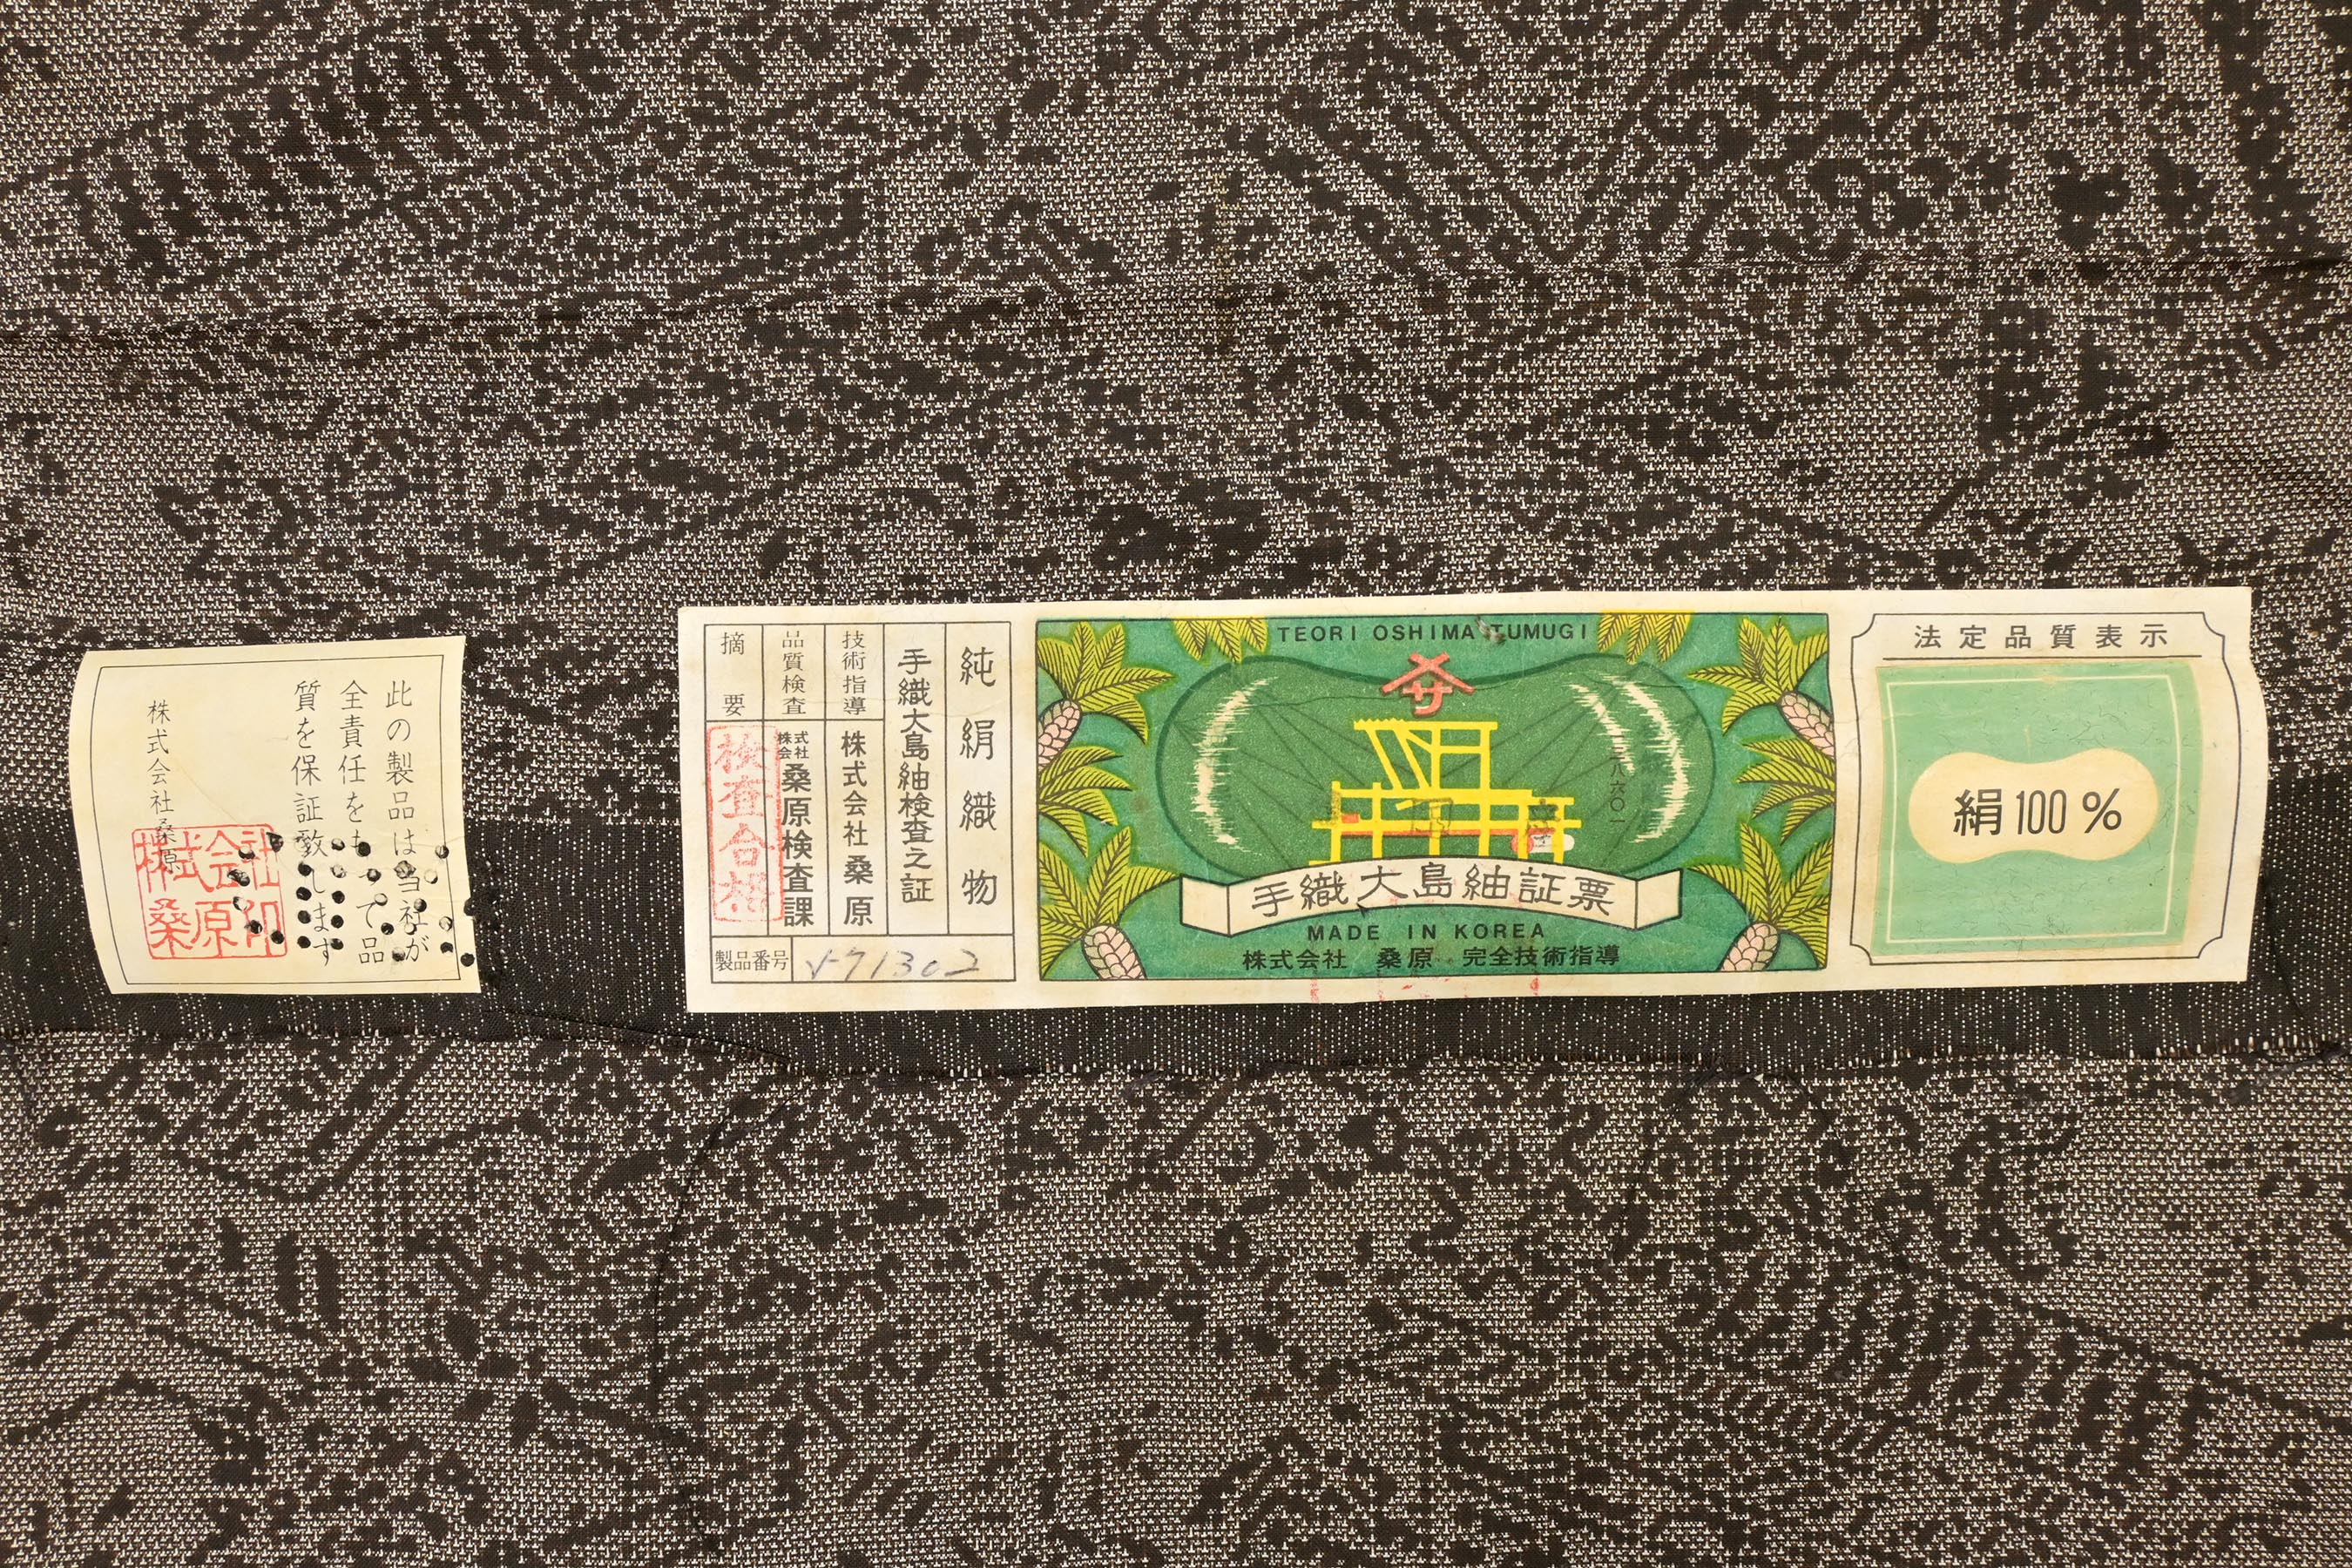 此の製品は当社が
全責任をもって品
質を保証致します
株式会社桑原
株式会社
桑原印
純絹織物
手織大島紬検査之証
技術指導
株式会社桑原
品質検査
株式会社桑原検査課
摘要
検査合格
製品番号
TEORI OSHIMA TUMUGI
手織大島紬証票
MADE IN KOREA
株式会社 桑原 完全技術指導
法定品質表示
絹100%